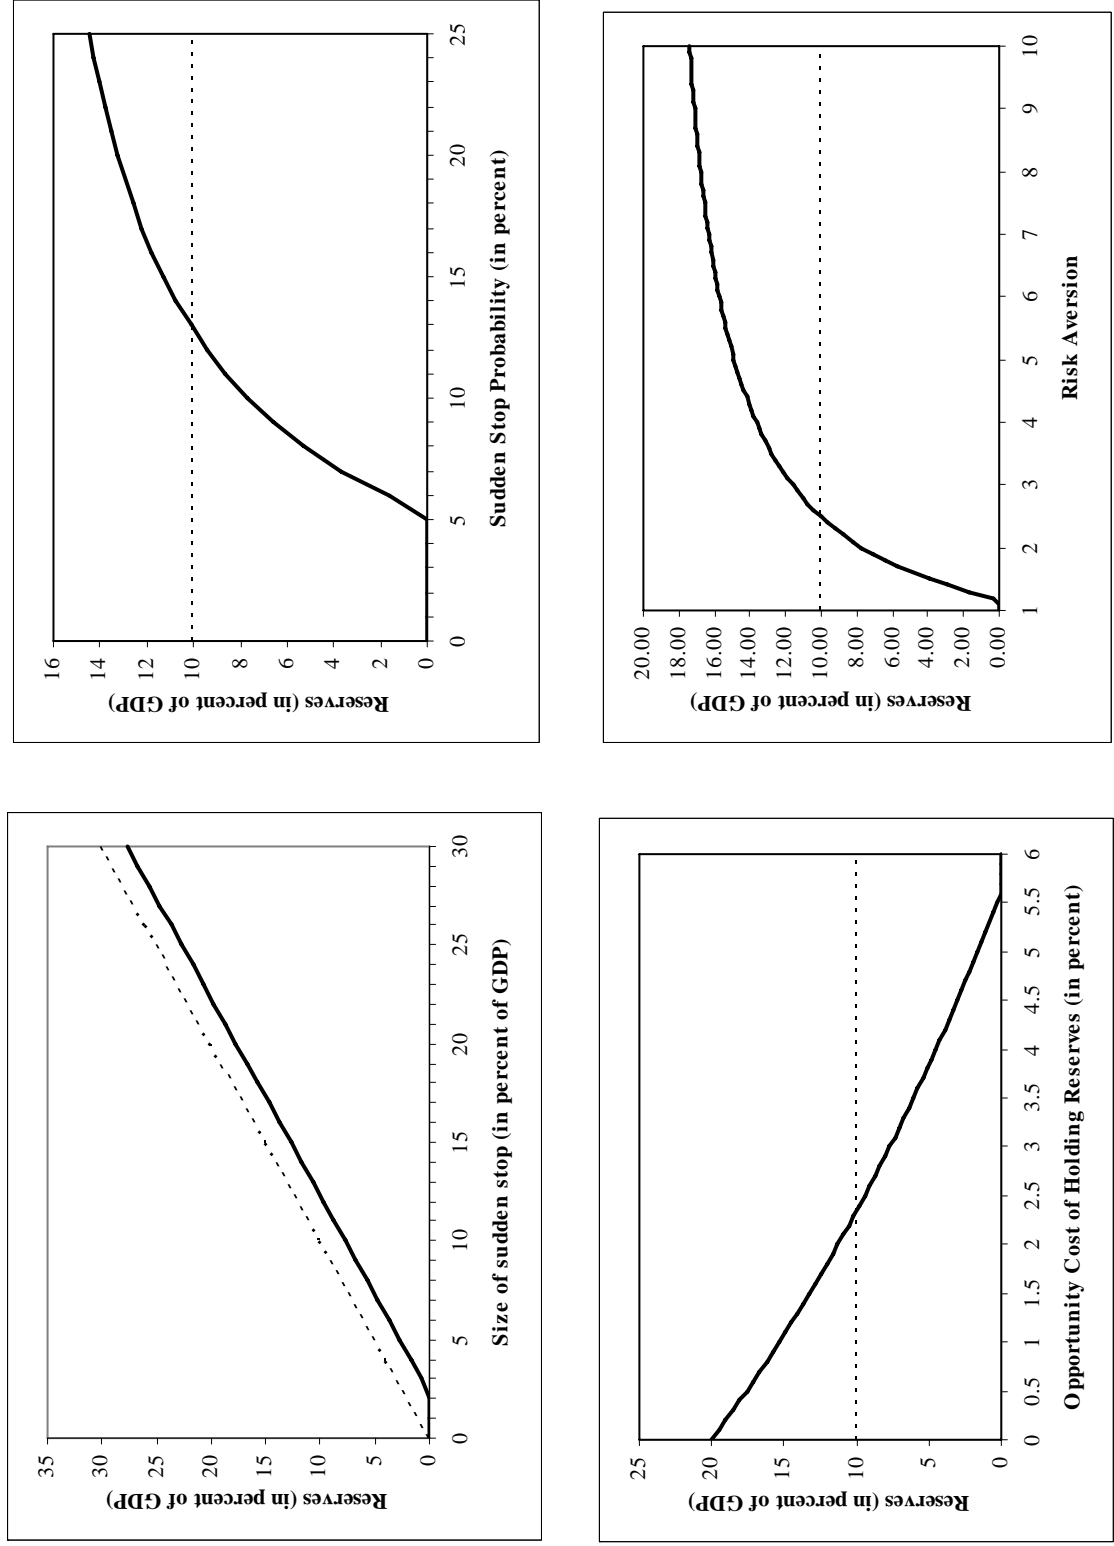 Reserves (in percent of GDP)
35
30
25
20
15
10
5
0
0 5 10 15 20 25 30
Size of sudden stop (in percent of GDP)
Reserves (in percent of GDP)
16
14
12
10
8
6
4
2
0
0 5 10 15 20 25
Sudden Stop Probability (in percent)
Reserves (in percent of GDP)
25
20
15
10
5
0
0 0.5 1 1.5 2 2.5 3 3.5 4 4.5 5 5.5 6
Opportunity Cost of Holding Reserves (in percent)
Reserves (in percent of GDP)
20.00
18.00
16.00
14.00
12.00
10.00
8.00
6.00
4.00
2.00
0.00
1 2 3 4 5 6 7 8 9 10
Risk Aversion